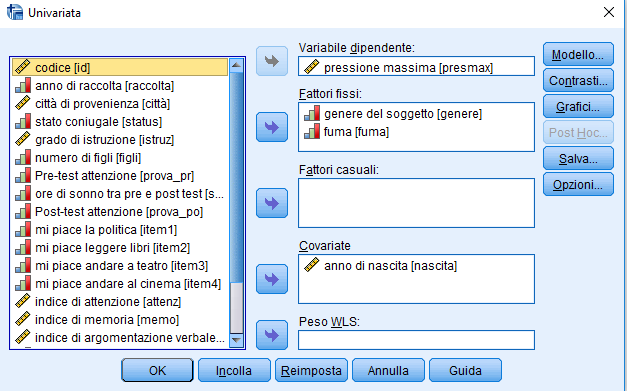 Univariata
codice [id]
anno di raccolta [raccolta]
città di provenienza [città]
stato coniugale [status]
grado di istruzione [istruz]
numero di figli [figli]
Pre-test attenzione [prova_pr]
ore di sonno tra pre e post test [s...
Post-test attenzione [prova_po]
mi piace la politica [item1]
mi piace leggere libri [item2]
mi piace andare a teatro [item3]
mi piace andare al cinema [item4]
indice di attenzione [attenz]
indice di memoria [memo]
indice di argomentazione verbale...
Variabile dipendente:
pressione massima [presmax]
Fattori fissi:
genere del soggetto [genere]
fuma [fuma]
Fattori casuali:
Covariate
anno di nascita [nascita]
Peso WLS:
Modello...
Contrasti...
Grafici...
Post Hoc...
Salva...
Opzioni...
OK
Incolla
Reimposta
Annulla
Guida